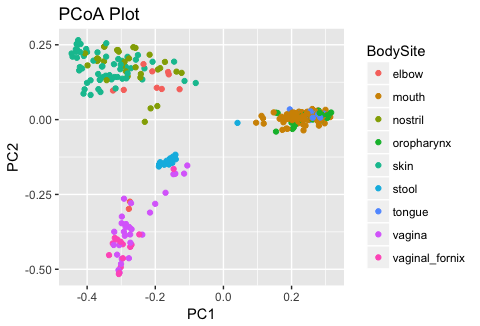 PCoA Plot
0.25
0.00
-0.25
-0.50
PC2
-0.4
-0.2
0.0
0.2
PC1
BodySite
elbow
mouth
nostril
oropharynx
skin
stool
tongue
vagina
vaginal_fornix